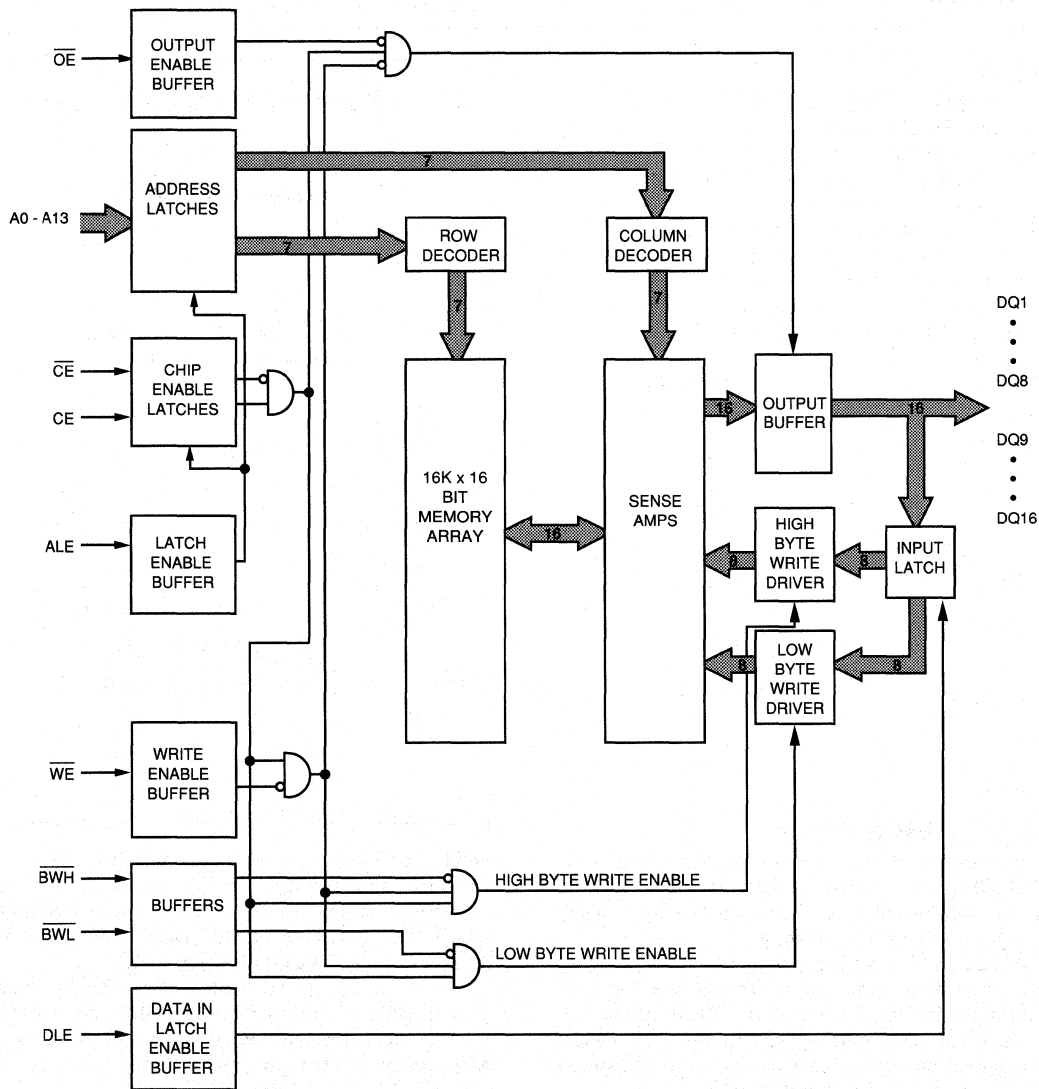 OE
OUTPUT
ENABLE
BUFFER
A0 - A13
ADDRESS
LATCHES
7
7
ROW
DECODER
COLUMN
DECODER
7
7
CE
CE
CHIP
ENABLE
LATCHES
ALE
LATCH
ENABLE
BUFFER
16K x 16
BIT
MEMORY
ARRAY
16
SENSE
AMPS
16
OUTPUT
BUFFER
16
DQ1
DQ8
DQ9
DQ16
HIGH
BYTE
WRITE
DRIVER
8
8
INPUT
LATCH
LOW
BYTE
WRITE
DRIVER
8
8
WE
WRITE
ENABLE
BUFFER
BWH
BWL
BUFFERS
HIGH BYTE WRITE ENABLE
LOW BYTE WRITE ENABLE
DLE
DATA IN
LATCH
ENABLE
BUFFER